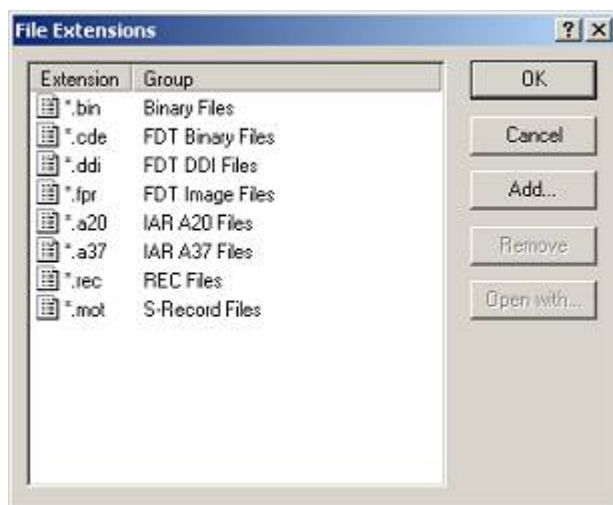 File Extensions
Extension Group
*.bin Binary Files
*.cde FDT Binary Files
*.ddi FDT DDI Files
*.fpr FDT Image Files
*.a20 IAR A20 Files
*.a37 IAR A37 Files
*.rec REC Files
*.mot S-Record Files
OK
Cancel
Add...
Remove
Open with...